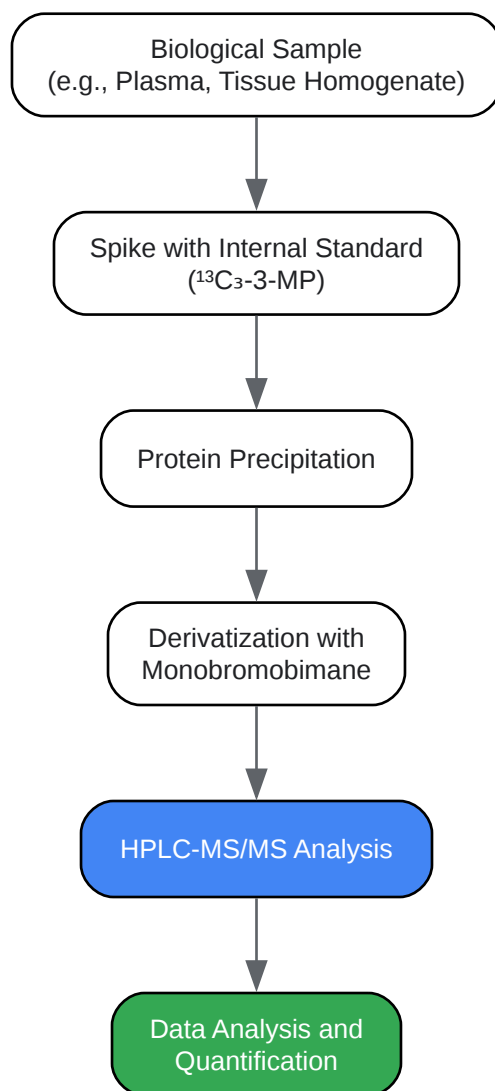 Biological Sample
(e.g., Plasma, Tissue Homogenate)
Spike with Internal Standard
(¹³C₃-3-MP)
Protein Precipitation
Derivatization with
Monobromobimane
HPLC-MS/MS Analysis
Data Analysis and
Quantification